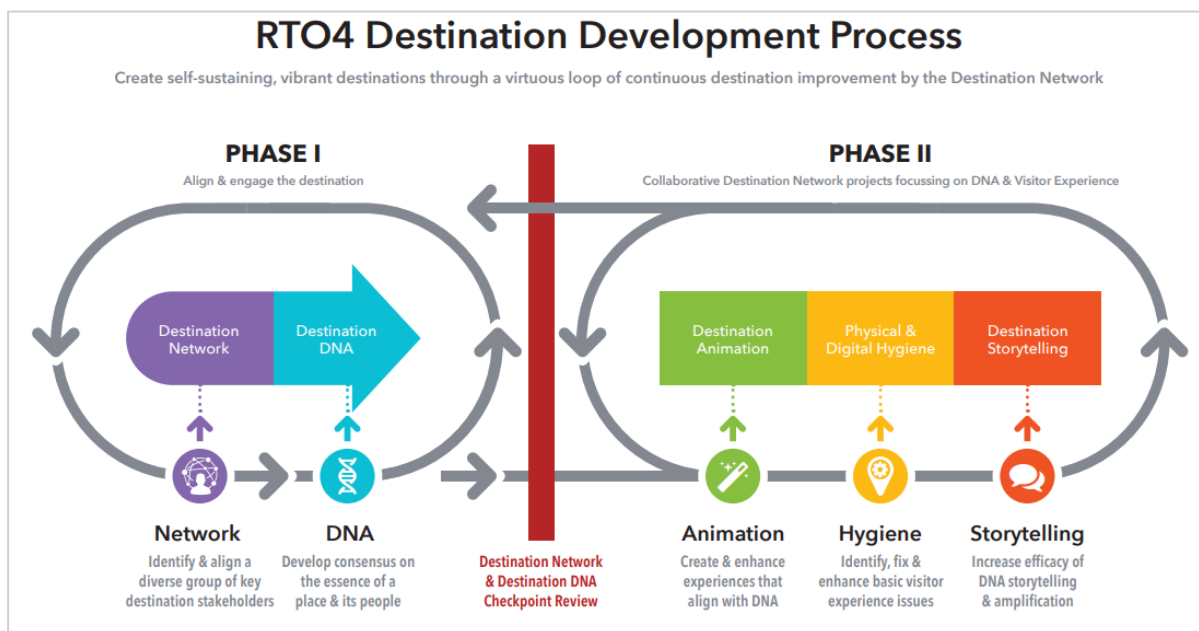 RTO4 Destination Development Process
Create self-sustaining, vibrant destinations through a virtuous loop of continuous destination improvement by the Destination Network
PHASE I
Align & engage the destination
PHASE II
Collaborative Destination Network projects focussing on DNA & Visitor Experience
Destination
Network
Destination
DNA
Destination
Animation
Physical &
Digital Hygiene
Destination
Storytelling
Network
Identify & align a
diverse group of key
destination stakeholders
DNA
Develop consensus on
the essence of a
place & its people
Destination Network
& Destination DNA
Checkpoint Review
Animation
Create & enhance
experiences that
align with DNA
Hygiene
Identify, fix &
enhance basic visitor
experience issues
Storytelling
Increase efficacy of
DNA storytelling
& amplification